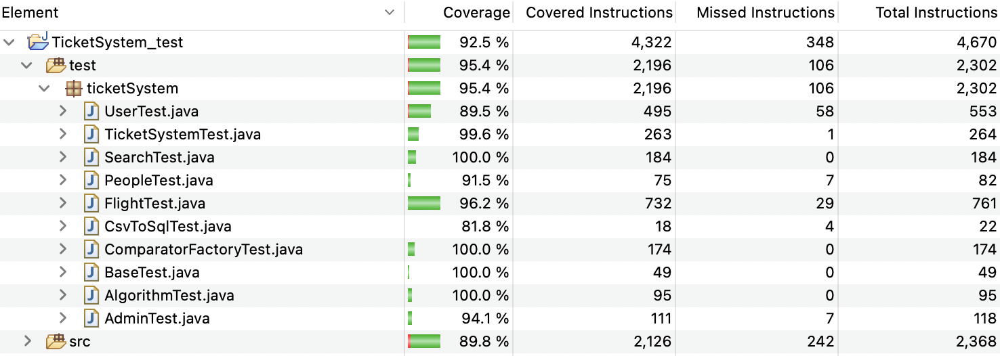 Element Coverage Covered Instructions Missed Instructions Total Instructions
TicketSystem_test 92.5 % 4,322 348 4,670
test 95.4 % 2,196 106 2,302
ticketSystem 95.4 % 2,196 106 2,302
UserTest.java 89.5 % 495 58 553
TicketSystemTest.java 99.6 % 263 1 264
SearchTest.java 100.0 % 184 0 184
PeopleTest.java 91.5 % 75 7 82
FlightTest.java 96.2 % 732 29 761
CsvToSqlTest.java 81.8 % 18 4 22
ComparatorFactoryTest.java 100.0 % 174 0 174
BaseTest.java 100.0 % 49 0 49
AlgorithmTest.java 100.0 % 95 0 95
AdminTest.java 94.1 % 111 7 118
src 89.8 % 2,126 242 2,368